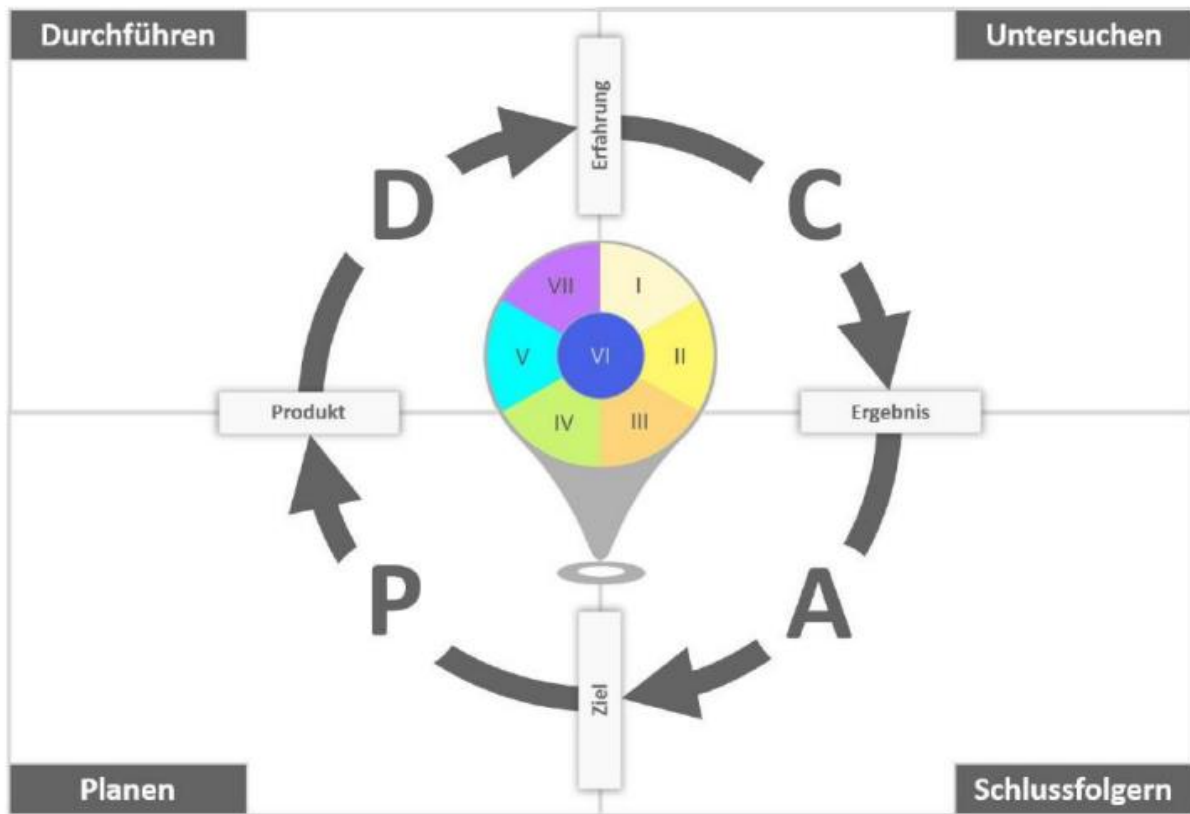 Durchführen
Untersuchen
Erfahrung
D
C
VII
I
V
VI
II
IV
III
Produkt
Ergebnis
P
A
Ziel
Planen
Schlussfolgern